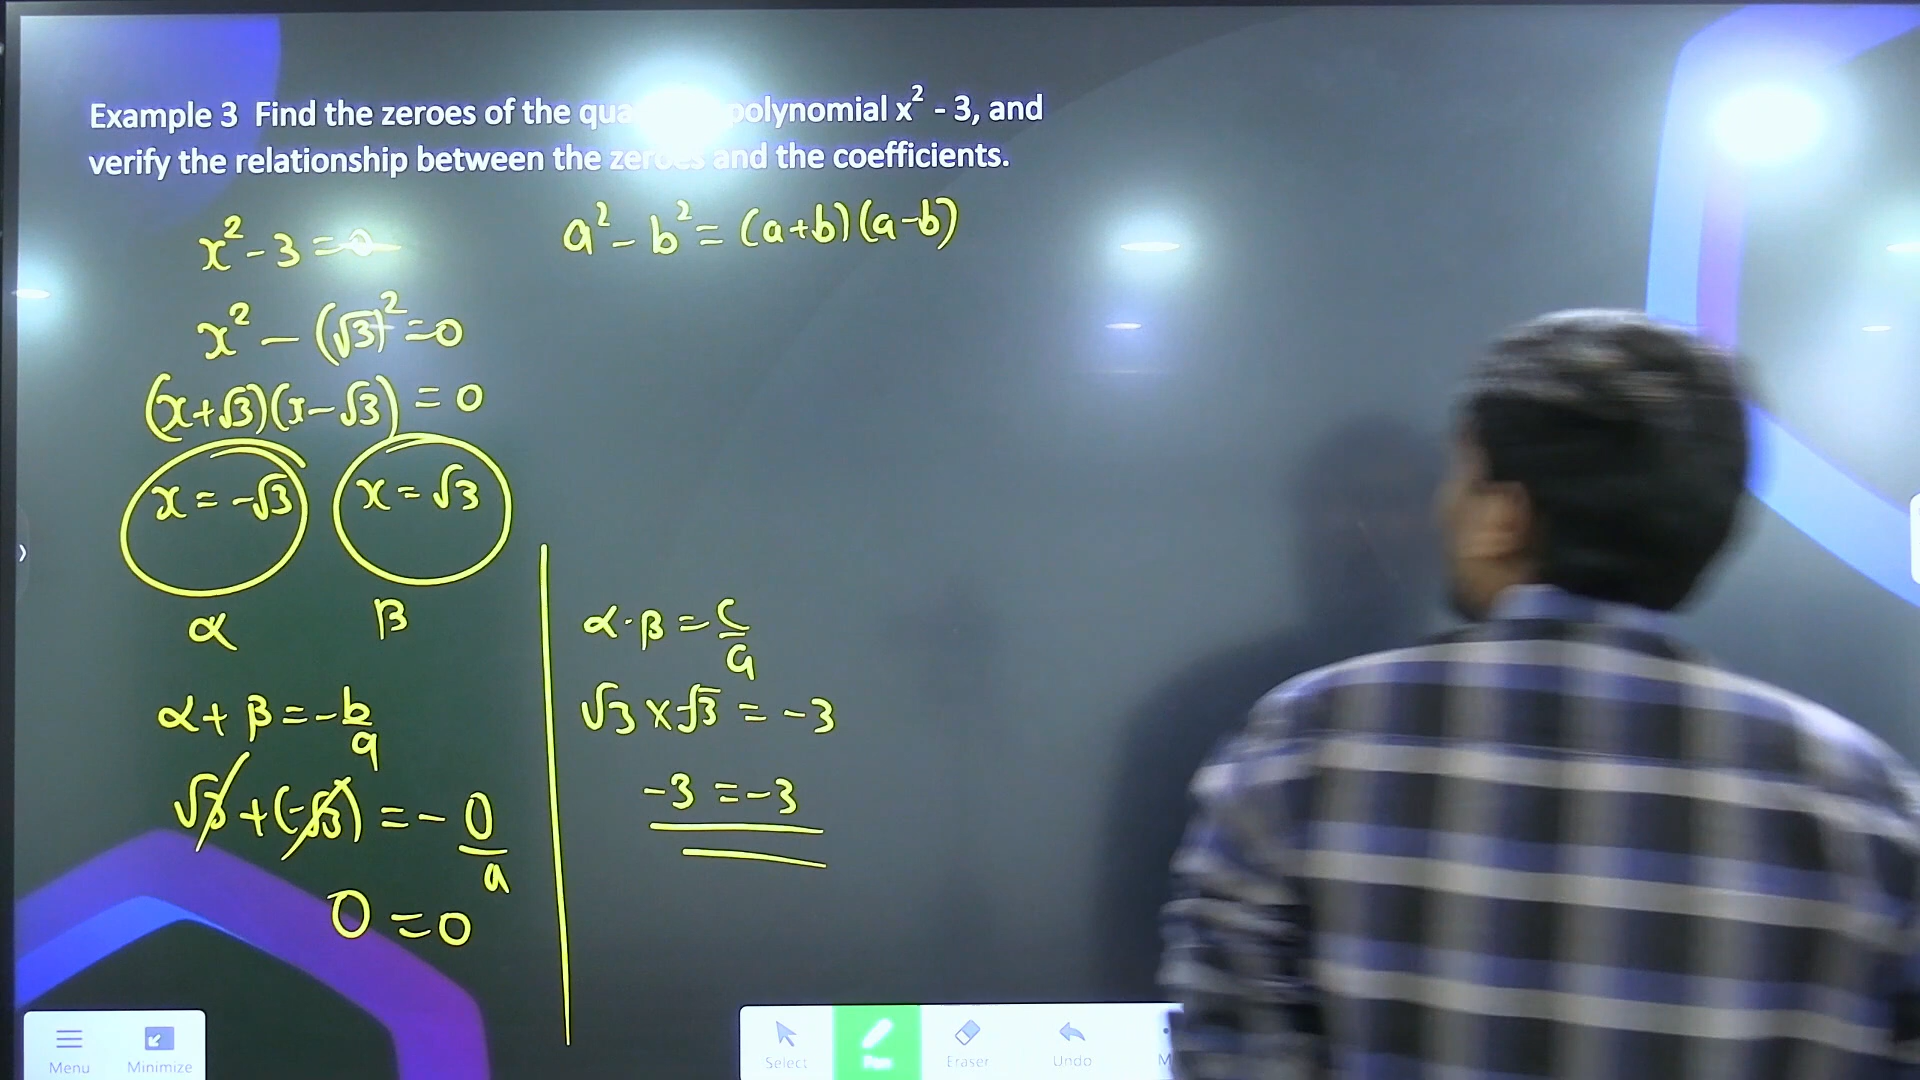 Example 3 Find the zeroes of the qua polynomial x² - 3, and
verify the relationship between the zeroes and the coefficients.
x² - 3 = 0
a² - b² = (a+b)(a-b)
x² - (√3)² = 0
(x+√3)(x-√3) = 0
x = -√3
x = √3
α
β
α + β = -b/a
√3 + (-√3) = - 0/a
0 = 0
α · β = c/a
√3 x -√3 = -3
-3 = -3
Menu
Minimize
Select
Pen
Eraser
Undo